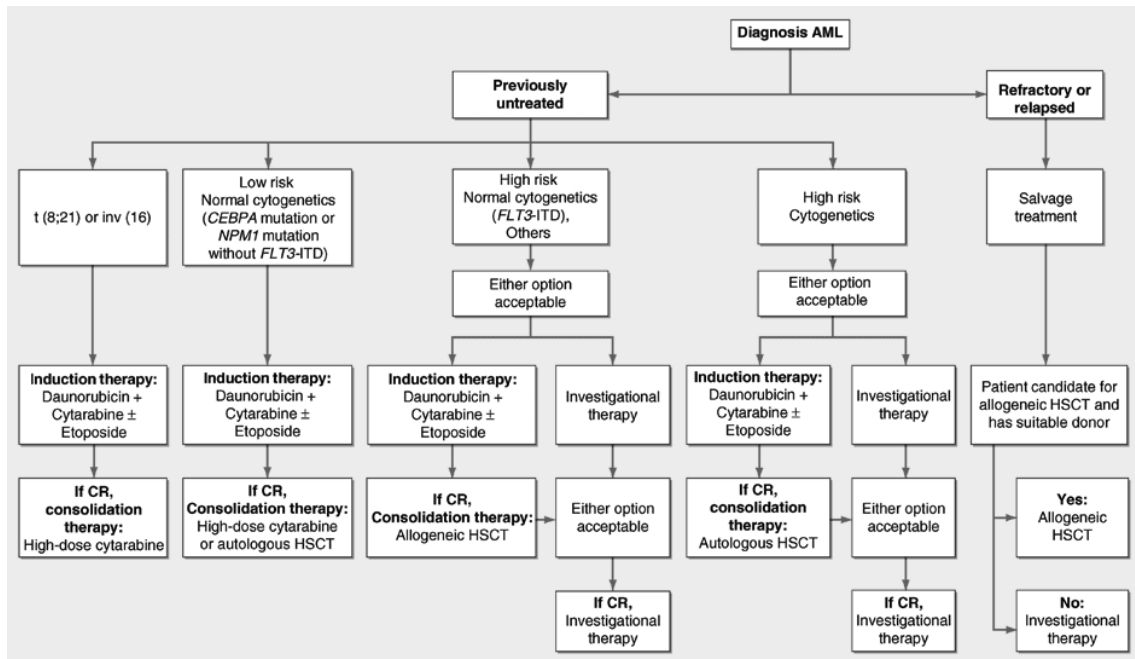 Diagnosis AML
Previously
untreated
Refractory or
relapsed
t (8;21) or inv (16)
Low risk
Normal cytogenetics
(CEBPA mutation or
NPM1 mutation
without FLT3-ITD)
High risk
Normal cytogenetics
(FLT3-ITD),
Others
High risk
Cytogenetics
Salvage
treatment
Either option
acceptable
Either option
acceptable
Induction therapy:
Daunorubicin +
Cytarabine ±
Etoposide
Induction therapy:
Daunorubicin +
Cytarabine ±
Etoposide
Induction therapy:
Daunorubicin +
Cytarabine ±
Etoposide
Investigational
therapy
Induction therapy:
Daunorubicin +
Cytarabine ±
Etoposide
Investigational
therapy
Patient candidate for
allogeneic HSCT and
has suitable donor
If CR,
consolidation
therapy:
High-dose cytarabine
If CR,
Consolidation therapy:
High-dose cytarabine
or autologous HSCT
If CR,
Consolidation therapy:
Allogeneic HSCT
Either option
acceptable
If CR,
consolidation
therapy:
Autologous HSCT
Either option
acceptable
Yes:
Allogeneic
HSCT
If CR,
Investigational
therapy
If CR,
Investigational
therapy
No:
Investigational
therapy